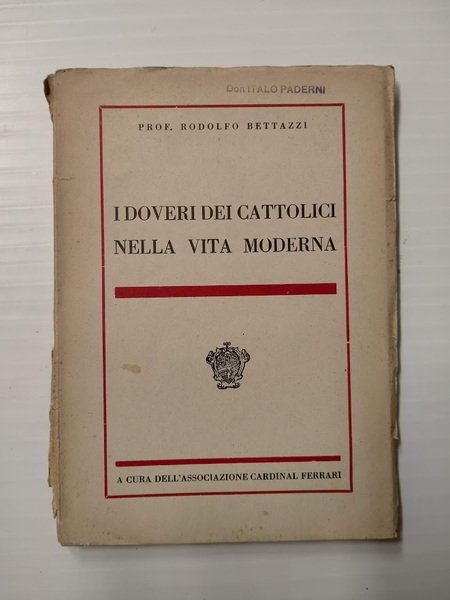 Don ITALO PADERNI
PROF. RODOLFO BETTAZZI
I DOVERI DEI CATTOLICI
NELLA VITA MODERNA
A CURA DELL'ASSOCIAZIONE CARDINAL FERRARI